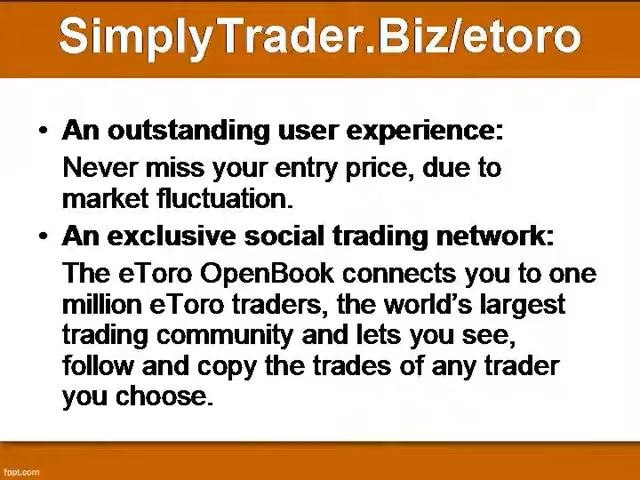 SimplyTrader.Biz/etoro
• An outstanding user experience:
Never miss your entry price, due to
market fluctuation.
• An exclusive social trading network:
The eToro OpenBook connects you to one
million eToro traders, the world's largest
trading community and lets you see,
follow and copy the trades of any trader
you choose.
fppt.com